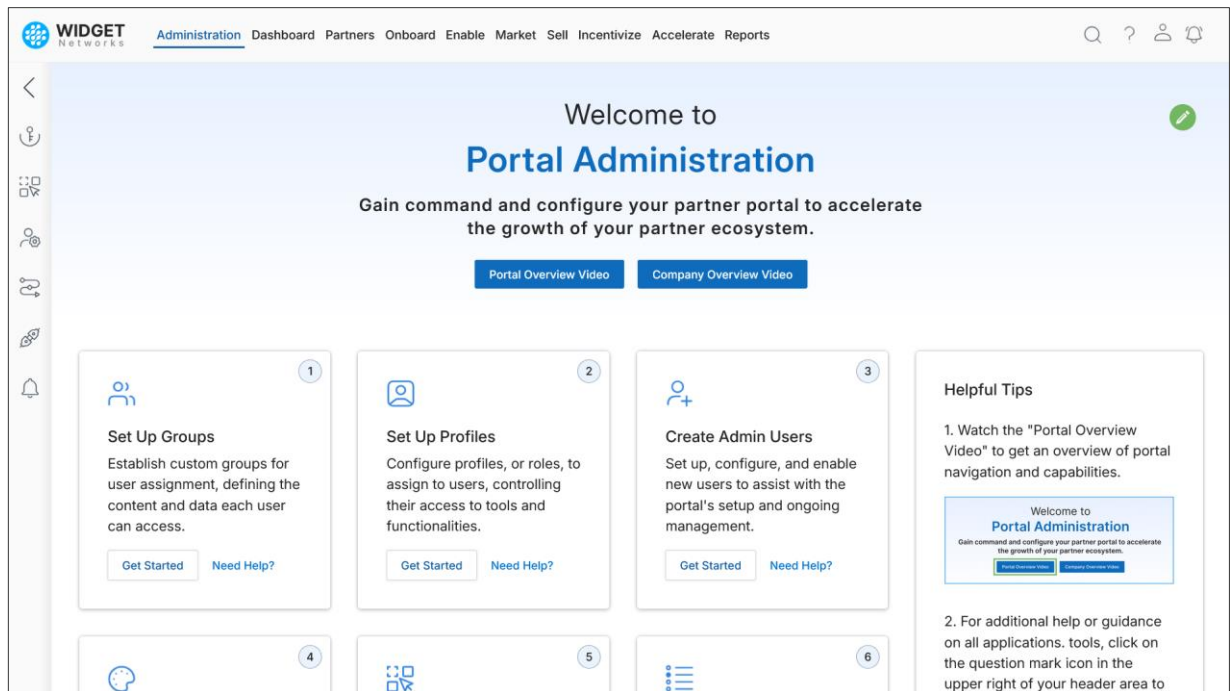 WIDGET
Networks
Administration Dashboard Partners Onboard Enable Market Sell Incentivize Accelerate Reports
Welcome to
Portal Administration
Gain command and configure your partner portal to accelerate
the growth of your partner ecosystem.
Portal Overview Video Company Overview Video
1
Set Up Groups
Establish custom groups for
user assignment, defining the
content and data each user
can access.
Get Started Need Help?
2
Set Up Profiles
Configure profiles, or roles, to
assign to users, controlling
their access to tools and
functionalities.
Get Started Need Help?
3
Create Admin Users
Set up, configure, and enable
new users to assist with the
portal's setup and ongoing
management.
Get Started Need Help?
4
5
6
Helpful Tips
1. Watch the "Portal Overview
Video" to get an overview of portal
navigation and capabilities.
Welcome to
Portal Administration
Gain command and configure your partner portal to accelerate
the growth of your partner ecosystem.
Portal Overview Video Company Overview Video
2. For additional help or guidance
on all applications. tools, click on
the question mark icon in the
upper right of your header area to